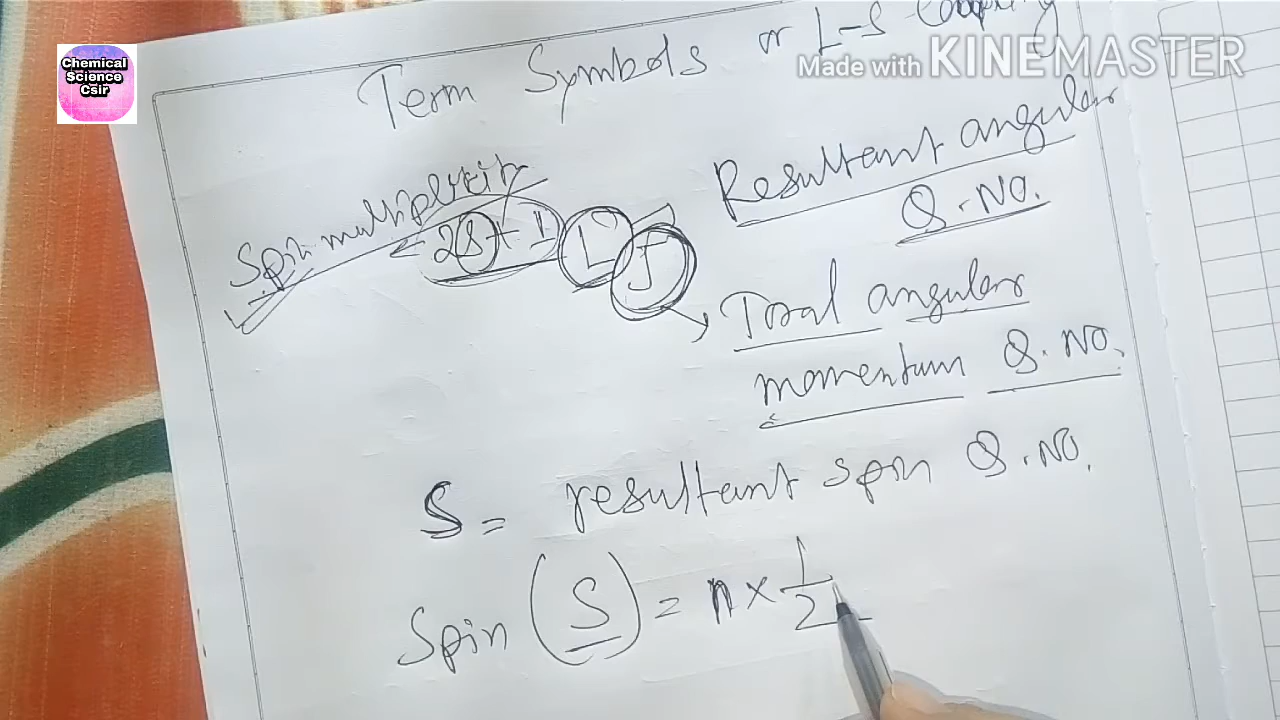 Chemical
Science
Csir
Made with KINEMASTER
Term Symbols or L-S Coupling
Spin multiplicity
2S+1 L J
Resultant angular
Q. No.
Total angular
momentum Q. No.
S = resultant spin Q. No.
Spin (S) = n × 1/2